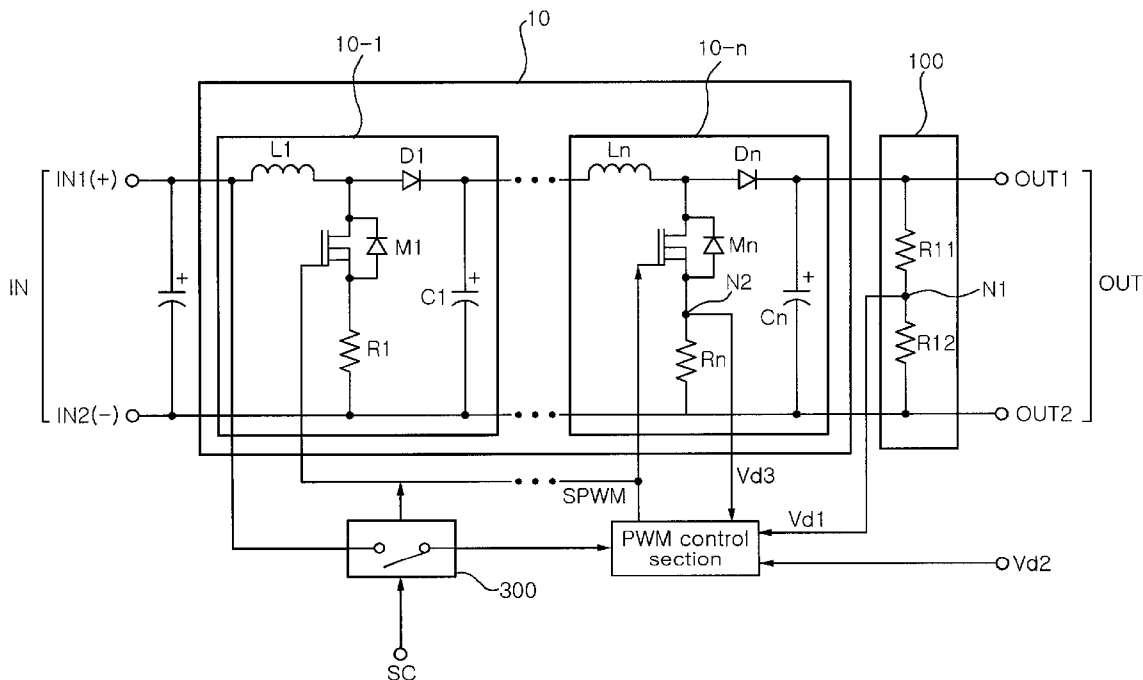 10
10-1
10-n
100
L1
D1
Ln
Dn
IN1(+)
OUT1
M1
Mn
R11
IN
+
+
C1
N2
+
Cn
N1
OUT
R1
Rn
R12
IN2(-)
OUT2
SPWM
Vd3
Vd1
PWM control
section
Vd2
300
SC